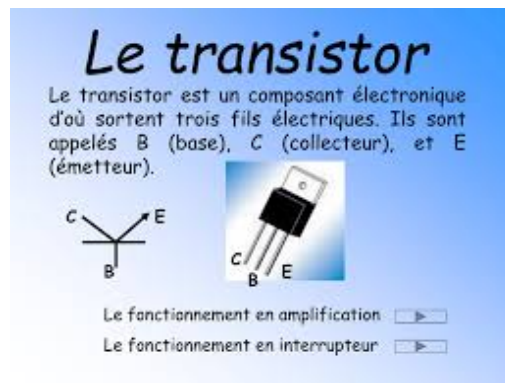 Le transistor
Le transistor est un composant électronique
d'où sortent trois fils électriques. Ils sont
appelés B (base), C (collecteur), et E
(émetteur).
C E
B
C
B E
Le fonctionnement en amplification
Le fonctionnement en interrupteur